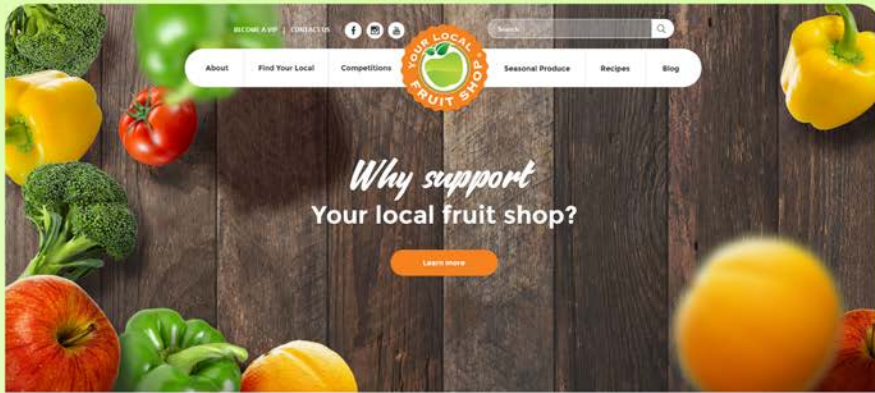 BECOME A VIP | CONTACT US
Search
About
Find Your Local
Competitions
YOUR LOCAL
FRUIT SHOP
Seasonal Produce
Recipes
Blog
Why support
Your local fruit shop?
Learn more